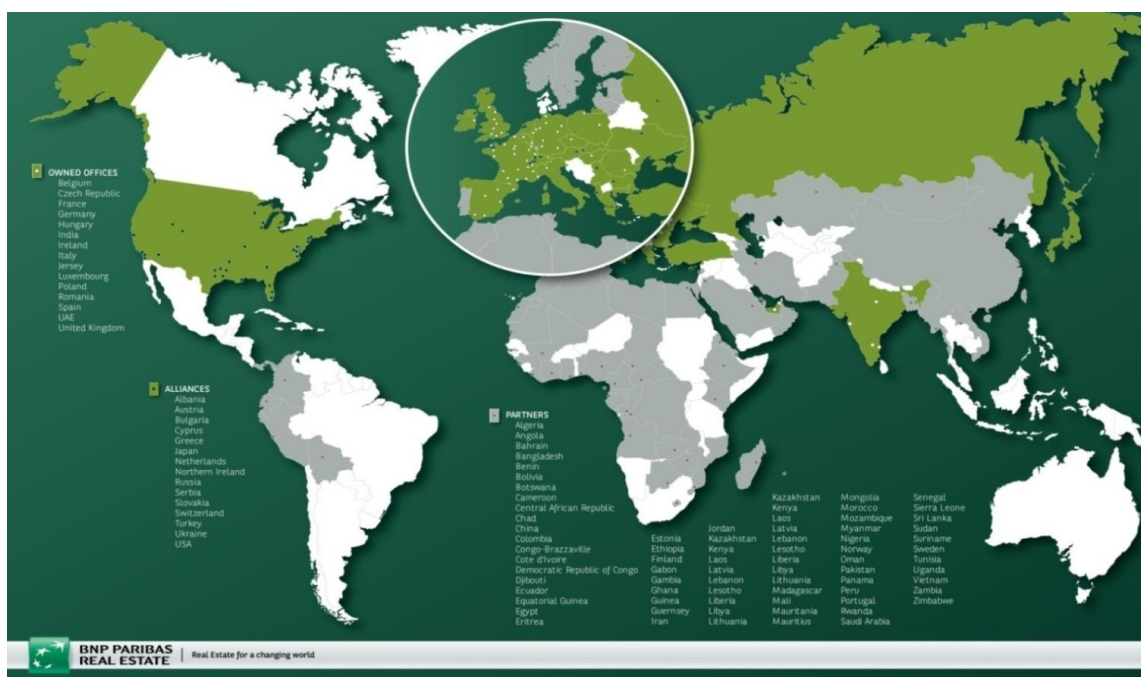 OWNED OFFICES
Belgium
Czech Republic
France
Germany
Hungary
India
Ireland
Italy
Jersey
Luxembourg
Poland
Romania
Spain
UAE
United Kingdom
ALLIANCES
Albania
Austria
Bulgaria
Cyprus
Greece
Japan
Netherlands
Northern Ireland
Russia
Serbia
Slovakia
Switzerland
Turkey
Ukraine
USA
PARTNERS
Algeria
Angola
Bahrain
Bangladesh
Benin
Bolivia
Botswana
Cameroon
Central African Republic
Chad
China
Colombia
Congo-Brazzaville
Cote d'Ivoire
Democratic Republic of Congo
Djibouti
Ecuador
Equatorial Guinea
Egypt
Eritrea
Estonia
Ethiopia
Finland
Gabon
Gambia
Ghana
Guinea
Guernsey
Iran
Jordan
Kazakhstan
Kenya
Laos
Latvia
Lebanon
Lesotho
Liberia
Libya
Lithuania
Kazakhstan
Kenya
Laos
Latvia
Lebanon
Lesotho
Liberia
Libya
Lithuania
Madagascar
Mali
Mauritania
Mauritius
Mongolia
Morocco
Mozambique
Myanmar
Nigeria
Norway
Oman
Pakistan
Panama
Peru
Portugal
Rwanda
Saudi Arabia
Senegal
Sierra Leone
Sri Lanka
Sudan
Suriname
Sweden
Tunisia
Uganda
Vietnam
Zambia
Zimbabwe
BNP PARIBAS
REAL ESTATE
Real Estate for a changing world